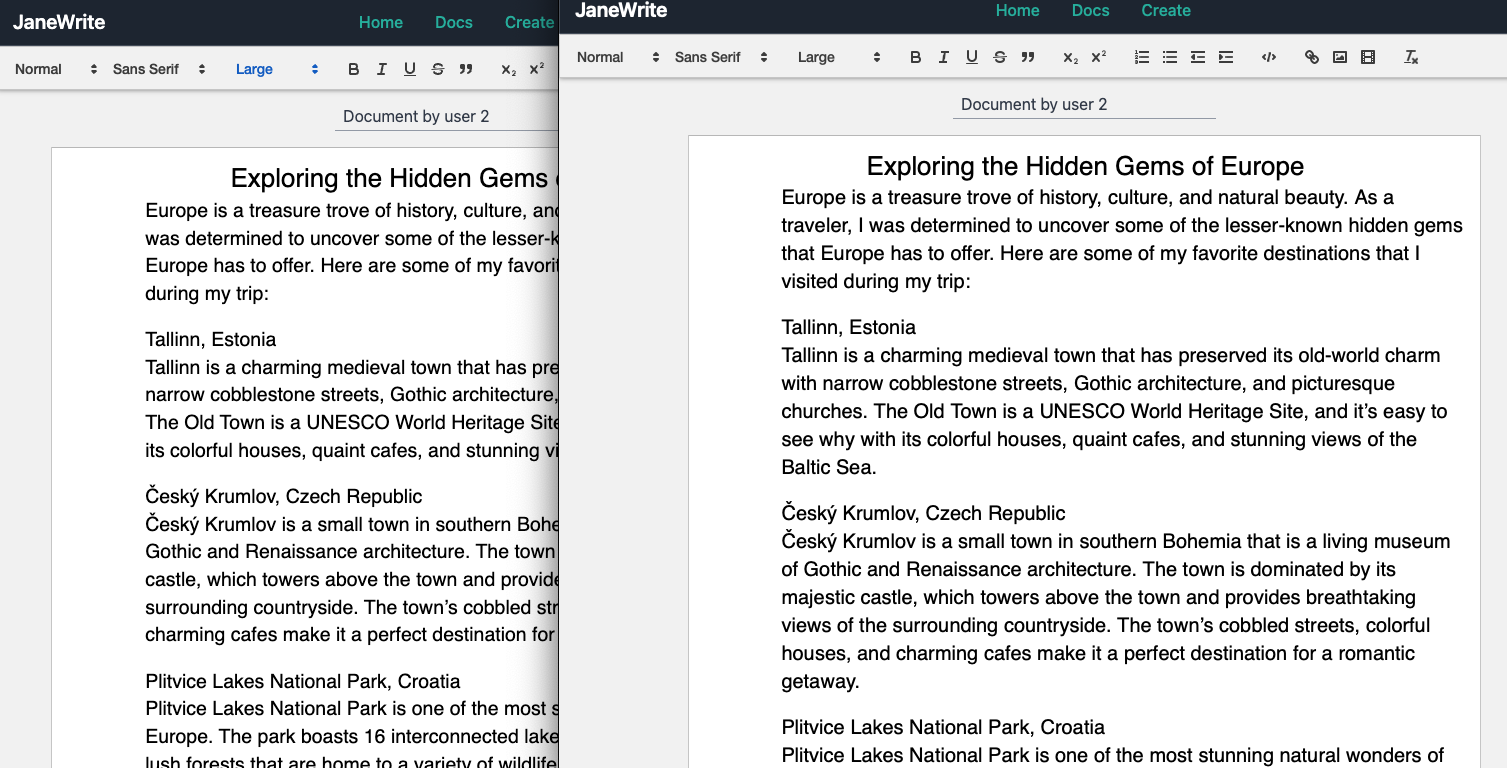 JaneWrite
Home Docs Create
Normal Sans Serif Large B I U S ” x₂ x²
Document by user 2
Exploring the Hidden Gems
Europe is a treasure trove of history, culture, and
was determined to uncover some of the lesser-k
Europe has to offer. Here are some of my favorit
during my trip:
Tallinn, Estonia
Tallinn is a charming medieval town that has pre
narrow cobblestone streets, Gothic architecture,
The Old Town is a UNESCO World Heritage Site
its colorful houses, quaint cafes, and stunning vi
Český Krumlov, Czech Republic
Český Krumlov is a small town in southern Bohe
Gothic and Renaissance architecture. The town
castle, which towers above the town and provide
surrounding countryside. The town’s cobbled str
charming cafes make it a perfect destination for
Plitvice Lakes National Park, Croatia
Plitvice Lakes National Park is one of the most s
Europe. The park boasts 16 interconnected lake
lush forests that are home to a variety of wildlife
JaneWrite
Home Docs Create
Normal Sans Serif Large B I U S ” x₂ x²
Document by user 2
Exploring the Hidden Gems of Europe
Europe is a treasure trove of history, culture, and natural beauty. As a
traveler, I was determined to uncover some of the lesser-known hidden gems
that Europe has to offer. Here are some of my favorite destinations that I
visited during my trip:
Tallinn, Estonia
Tallinn is a charming medieval town that has preserved its old-world charm
with narrow cobblestone streets, Gothic architecture, and picturesque
churches. The Old Town is a UNESCO World Heritage Site, and it’s easy to
see why with its colorful houses, quaint cafes, and stunning views of the
Baltic Sea.
Český Krumlov, Czech Republic
Český Krumlov is a small town in southern Bohemia that is a living museum
of Gothic and Renaissance architecture. The town is dominated by its
majestic castle, which towers above the town and provides breathtaking
views of the surrounding countryside. The town’s cobbled streets, colorful
houses, and charming cafes make it a perfect destination for a romantic
getaway.
Plitvice Lakes National Park, Croatia
Plitvice Lakes National Park is one of the most stunning natural wonders of